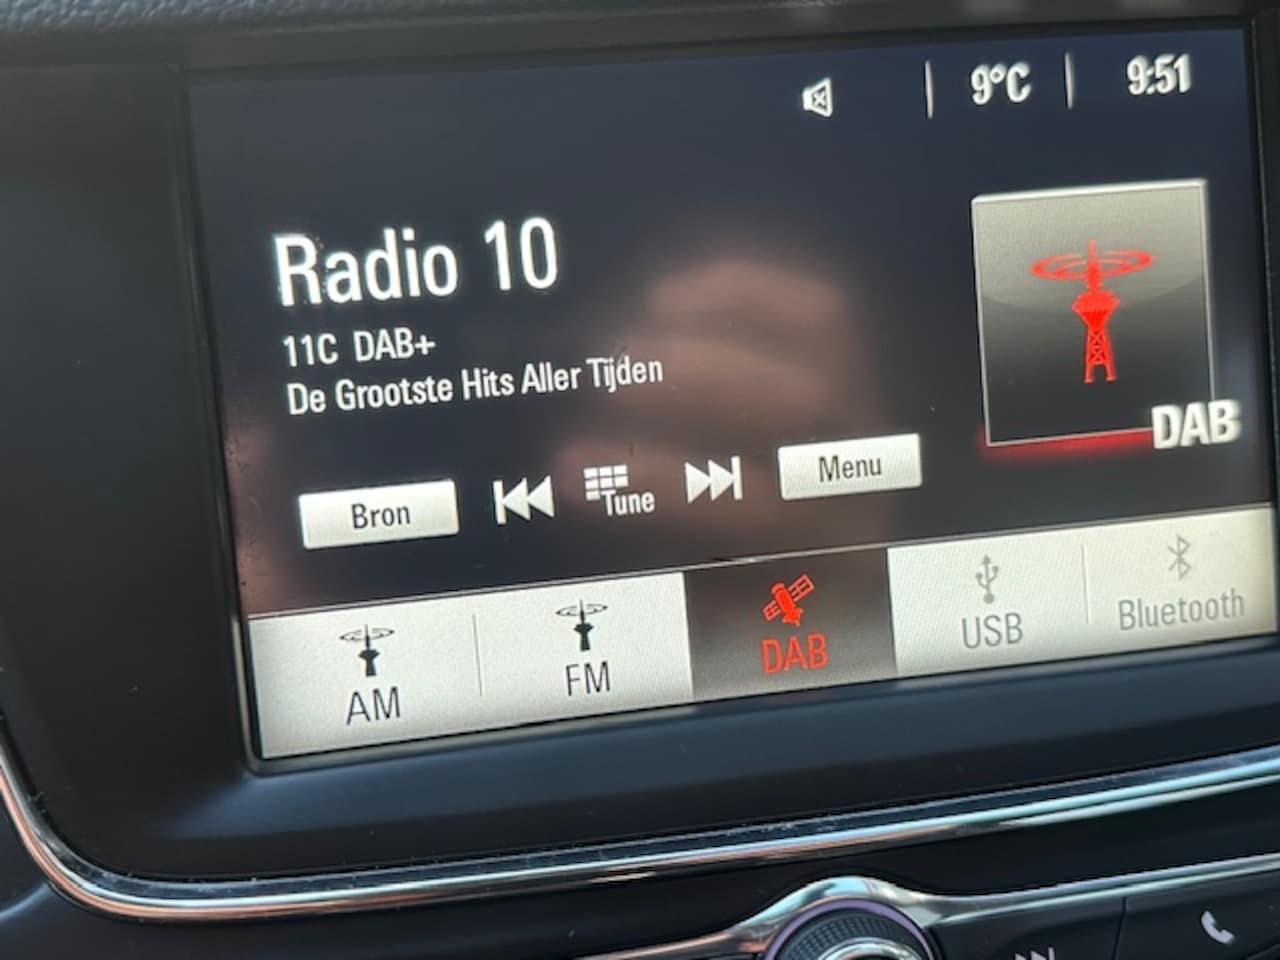 9°C
9:51
Radio 10
11C DAB+
De Grootste Hits Aller Tijden
DAB
Bron
Tune
Menu
AM
FM
DAB
USB
Bluetooth